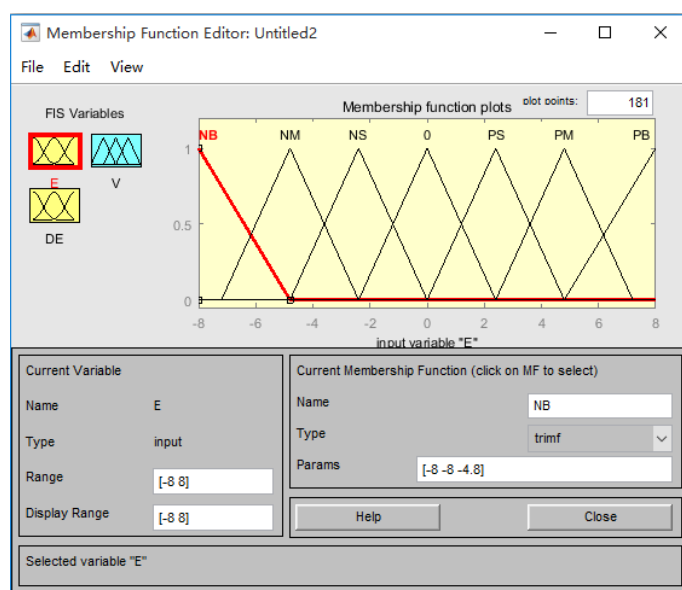 Membership Function Editor: Untitled2
File Edit View
FIS Variables
E
V
DE
Membership function plots
plot points:
181
NB NM NS 0 PS PM PB
1
0.5
0
-8 -6 -4 -2 0 2 4 6 8
input variable "E"
Current Variable
Name E
Type input
Range [-8 8]
Display Range [-8 8]
Current Membership Function (click on MF to select)
Name NB
Type trimf
Params [-8 -8 -4.8]
Help Close
Selected variable "E"